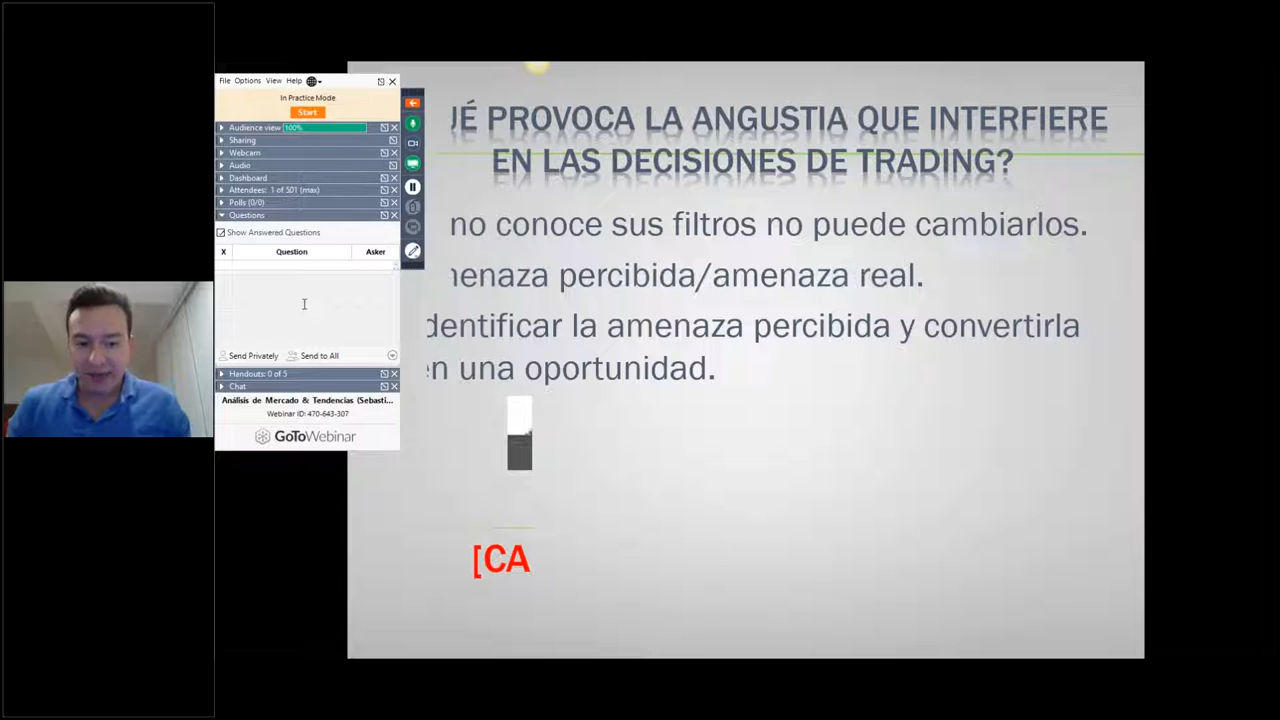 File Options View Help
In Practice Mode
Start
Audience view 100%
Sharing
Webcam
Audio
Dashboard
Attendees: 1 of 501 (max)
Polls (0/0)
Questions
Show Answered Questions
X Question Asker
Send Privately Send to All
Handouts: 0 of 5
Chat
Análisis de Mercado & Tendencias (Sebasti...
Webinar ID: 470-643-307
GoToWebinar
UÉ PROVOCA LA ANGUSTIA QUE INTERFIERE
EN LAS DECISIONES DE TRADING?
no conoce sus filtros no puede cambiarlos.
menaza percibida/amenaza real.
dentificar la amenaza percibida y convertirla
en una oportunidad.
[CA